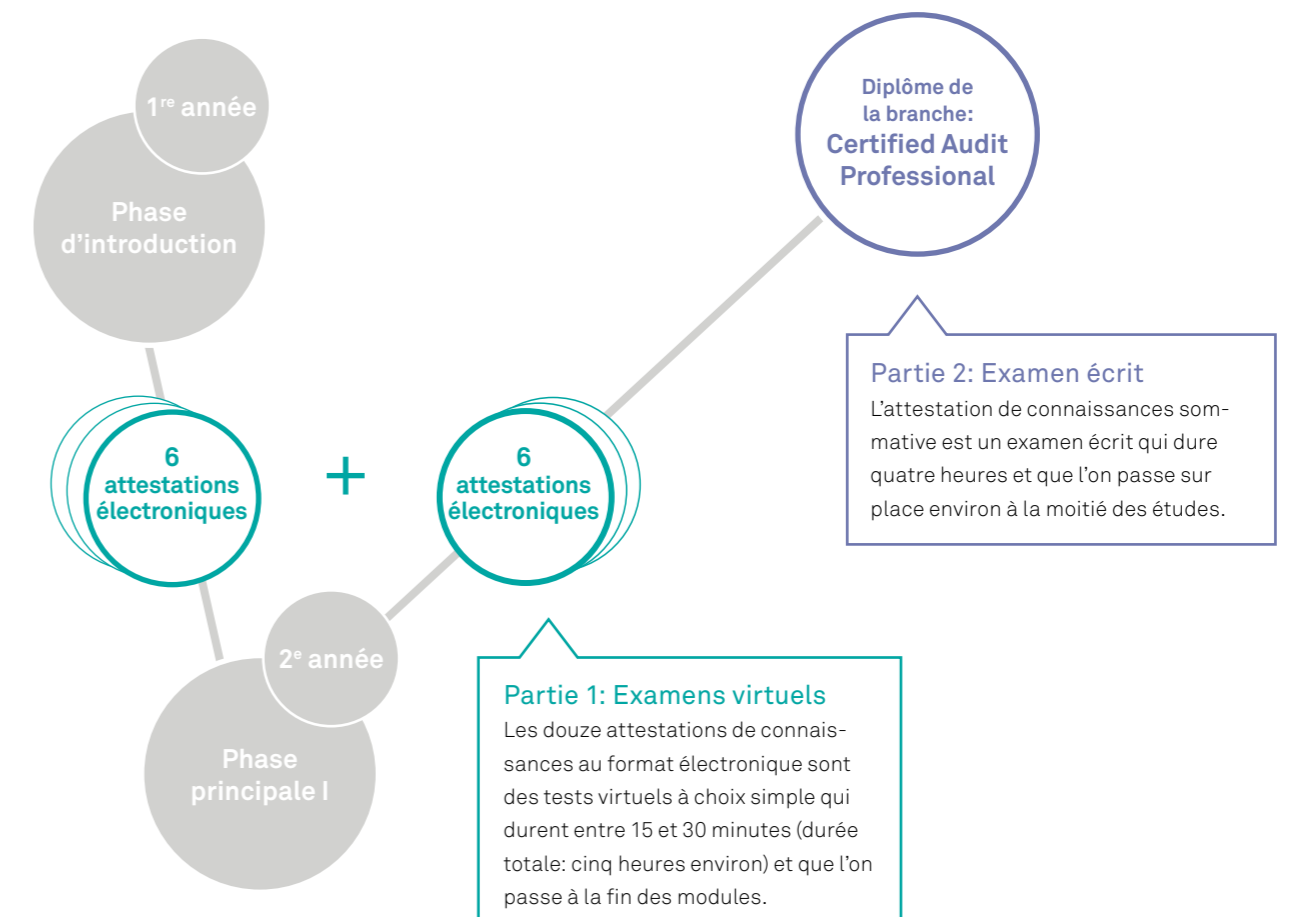 1re année
Phase
d'introduction
6
attestations
électroniques
+
6
attestations
électroniques
2e année
Phase
principale I
Diplôme de
la branche:
Certified Audit
Professional
Partie 2: Examen écrit
L'attestation de connaissances som-
mative est un examen écrit qui dure
quatre heures et que l'on passe sur
place environ à la moitié des études.
Partie 1: Examens virtuels
Les douze attestations de connais-
sances au format électronique sont
des tests virtuels à choix simple qui
durent entre 15 et 30 minutes (durée
totale: cinq heures environ) et que l'on
passe à la fin des modules.